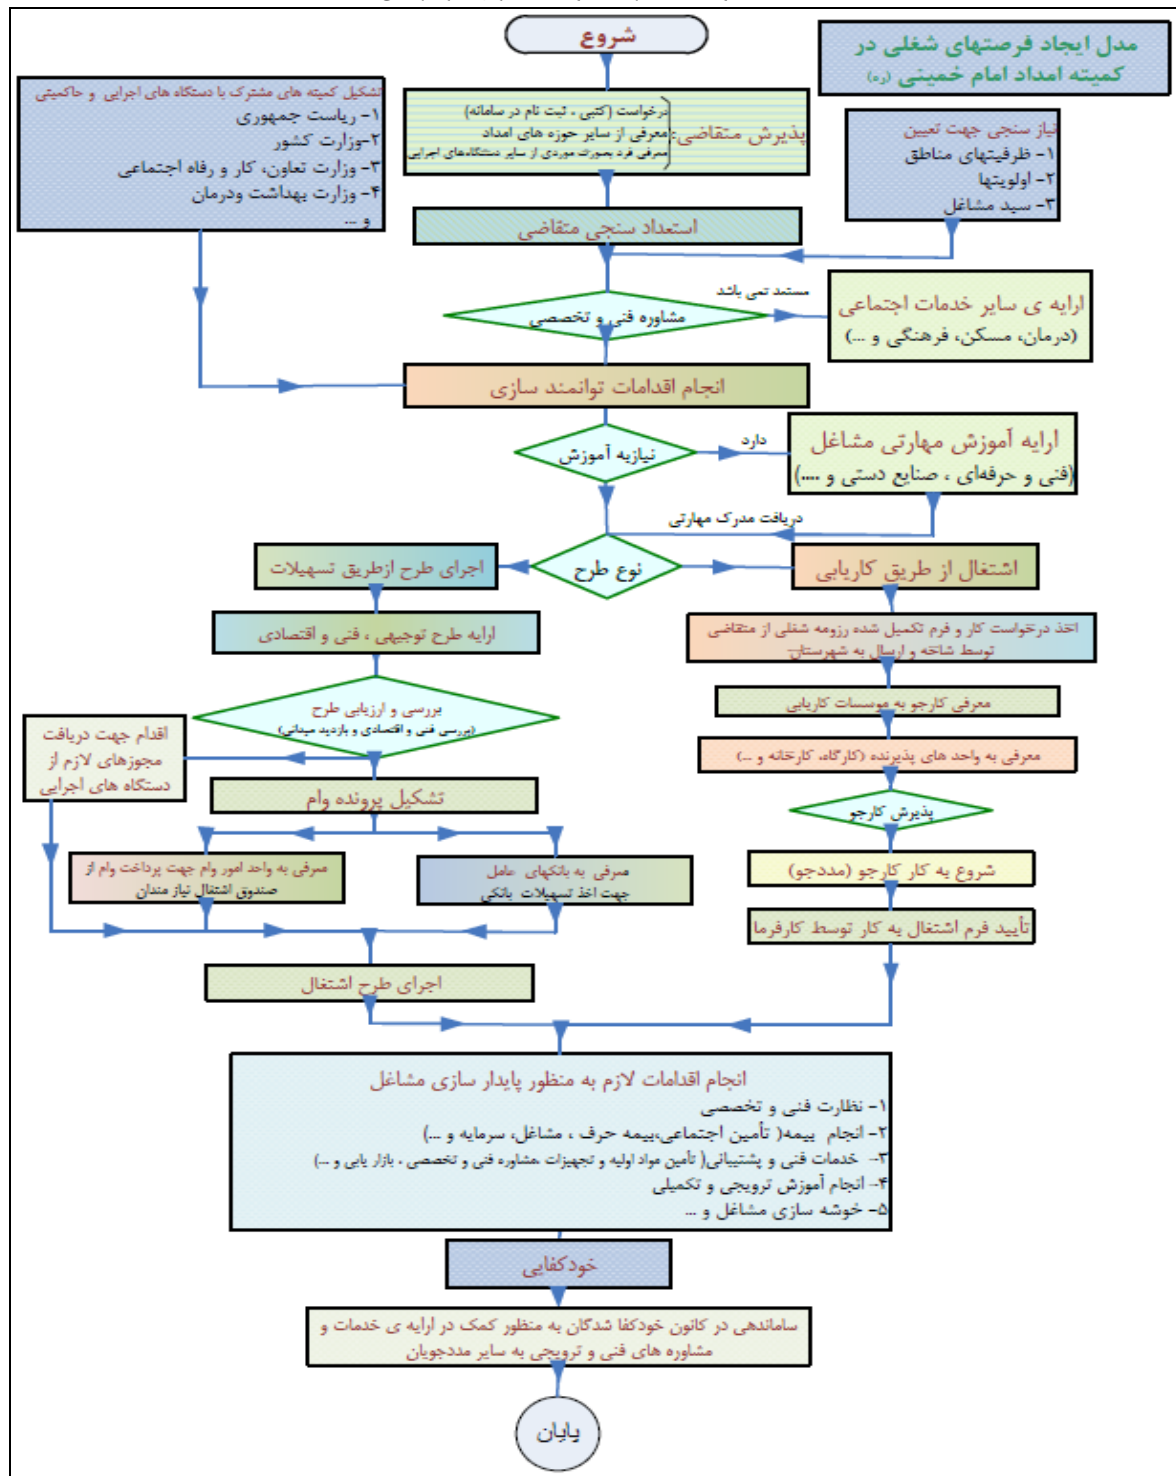 شروع
مدل ایجاد فرصتهای شغلی در
کمیته امداد امام خمینی (ره)
تشکیل کمیته های مشترک با دستگاه های اجرایی و حاکمیتی
۱- ریاست جمهوری
۲-وزارت کشور
۳- وزارت تعاون، کار و رفاه اجتماعی
۴- وزارت بهداشت ودرمان
و ...
پذیرش متقاضی:
درخواست (کتبی ، ثبت نام در سامانه)
معرفی از سایر حوزه های امداد
معرفی فرد بصورت موردی از سایر دستگاههای اجرایی
نیاز سنجی جهت تعیین
۱- ظرفیتهای مناطق
۲- اولویتها
۳- سبد مشاغل
استعداد سنجی متقاضی
مشاوره فنی و تخصصی
مستمد نمی باشد
ارایه ی سایر خدمات اجتماعی
(درمان، مسکن، فرهنگی و ...)
انجام اقدامات توانمند سازی
نیازبه آموزش
دارد
ارایه آموزش مهارتی مشاغل
(فنی و حرفه‌ای ، صنایع دستی و ....)
دریافت مدرک مهارتی
نوع طرح
اجرای طرح ازطریق تسهیلات
اشتغال از طریق کاریابی
ارایه طرح توجیهی ، فنی و اقتصادی
اخذ درخواست کار و فرم تکمیل شده رزومه شغلی از متقاضی
توسط شاخه و ارسال به شهرستان
بررسی و ارزیابی طرح
(بررسی فنی و اقتصادی و بازدید میدانی)
معرفی کارجو به موسسات کاریابی
اقدام جهت دریافت
مجوزهای لازم از
دستگاه های اجرایی
معرفی به واحد های پذیرنده (کارگاه، کارخانه و ...)
تشکیل پرونده وام
پذیرش کارجو
معرفی به واحد امور وام جهت پرداخت وام از
صندوق اشتغال نیاز مندان
معرفی به بانکهای عامل
جهت اخذ تسهیلات بانکی
شروع به کار کارجو (مددجو)
تأیید فرم اشتغال به کار توسط کارفرما
اجرای طرح اشتغال
انجام اقدامات لازم به منظور پایدار سازی مشاغل
۱- نظارت فنی و تخصصی
۲- انجام بیمه( تأمین اجتماعی،بیمه حرف ، مشاغل، سرمایه و ...)
۳- خدمات فنی و پشتیبانی( تأمین مواد اولیه و تجهیزات ،مشاوره فنی و تخصصی ، بازار یابی و ...)
۴- انجام آموزش ترویجی و تکمیلی
۵- خوشه سازی مشاغل و ...
خودکفایی
ساماندهی در کانون خودکفا شدگان به منظور کمک در ارایه ی خدمات و
مشاوره های فنی و ترویجی به سایر مددجویان
پایان